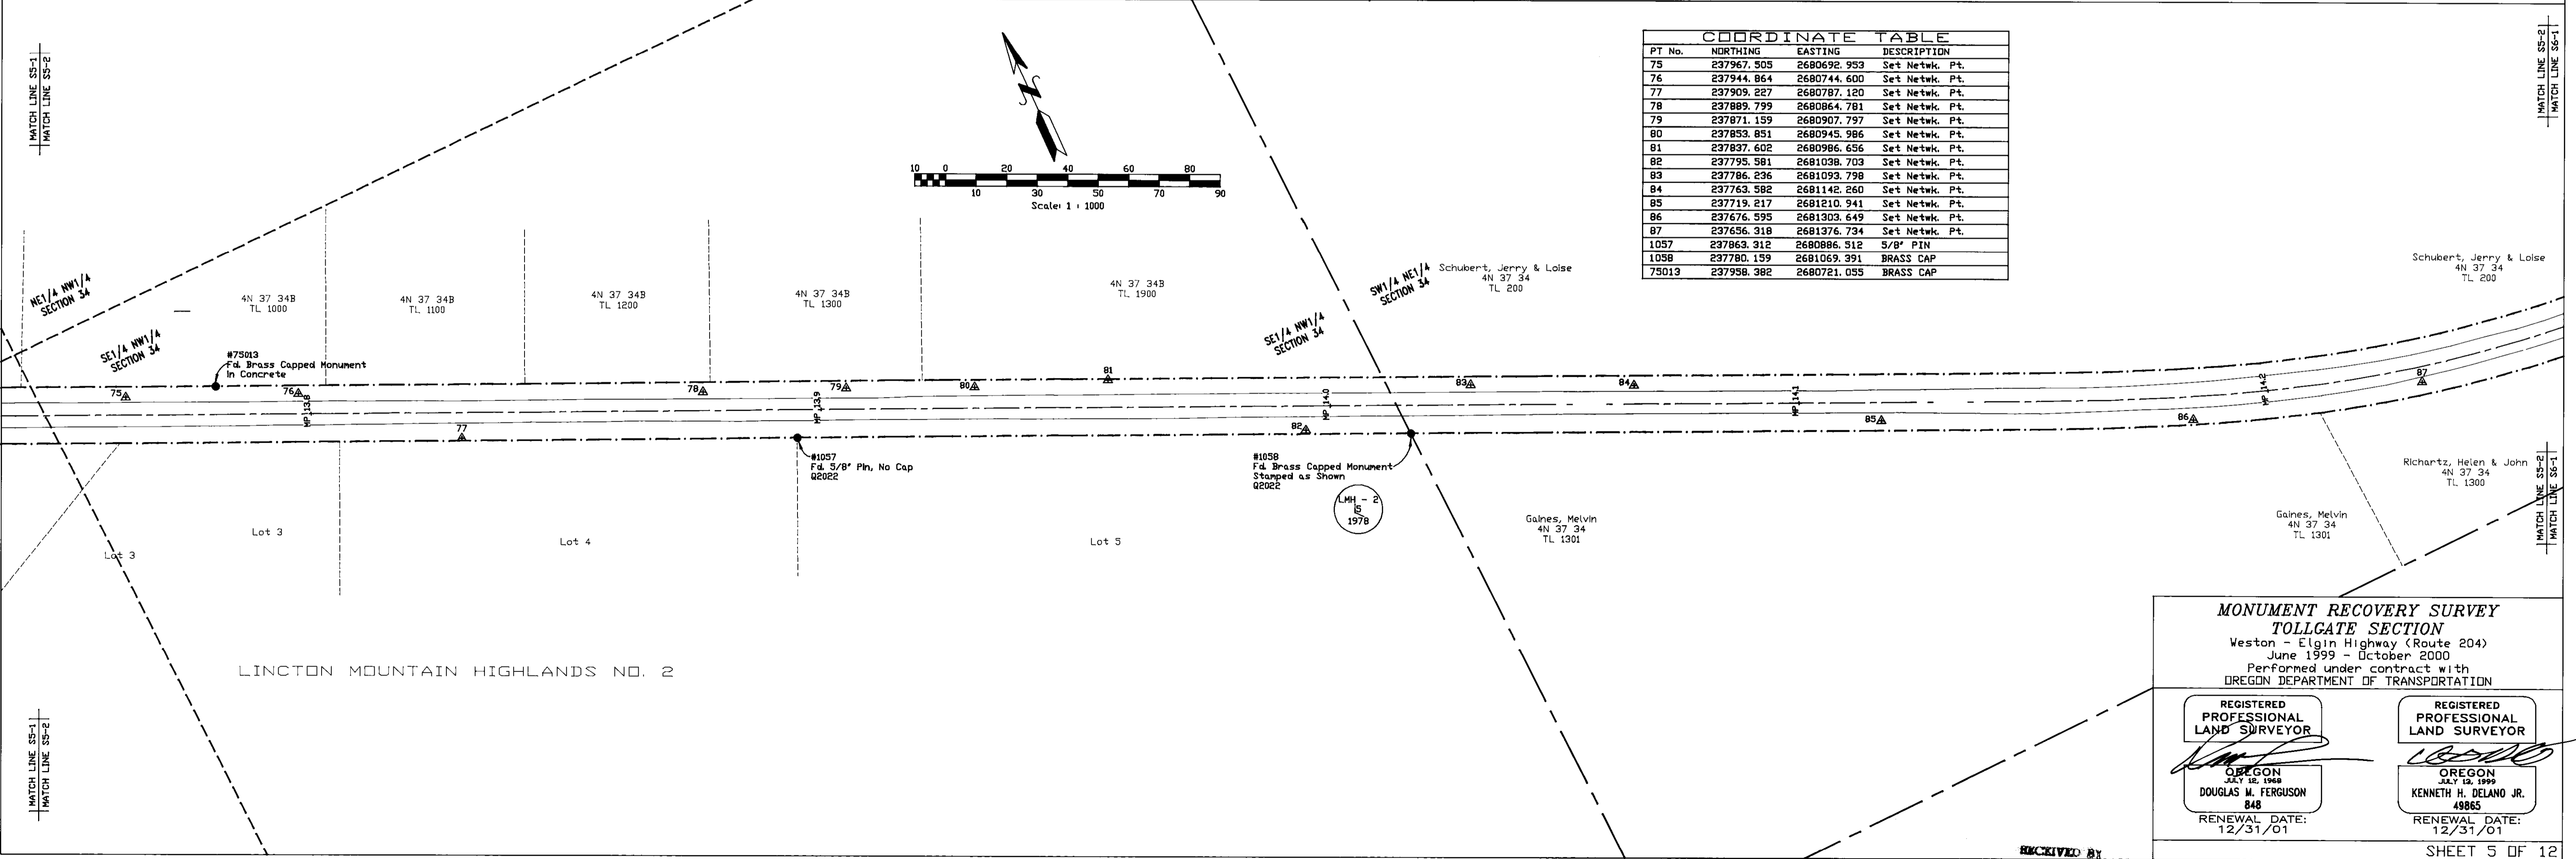 MATCH LINE S5-1
MATCH LINE S5-2
COORDINATE TABLE
PT No. NORTHING EASTING DESCRIPTION
75 237967.505 2680692.953 Set Netwk. Pt.
76 237944.864 2680744.600 Set Netwk. Pt.
77 237909.227 2680787.120 Set Netwk. Pt.
78 237889.799 2680864.781 Set Netwk. Pt.
79 237871.159 2680907.797 Set Netwk. Pt.
80 237853.851 2680945.986 Set Netwk. Pt.
81 237837.602 2680986.656 Set Netwk. Pt.
82 237795.581 2681038.703 Set Netwk. Pt.
83 237786.236 2681093.798 Set Netwk. Pt.
84 237763.582 2681142.260 Set Netwk. Pt.
85 237719.217 2681210.941 Set Netwk. Pt.
86 237676.595 2681303.649 Set Netwk. Pt.
87 237656.318 2681376.734 Set Netwk. Pt.
1057 237863.312 2680886.512 5/8" PIN
1058 237780.159 2681069.391 BRASS CAP
75013 237958.382 2680721.055 BRASS CAP
MATCH LINE S5-2
MATCH LINE S6-1
N
10 0 20 40 60 80
10 30 50 70 90
Scale: 1 : 1000
NE1/4 NW1/4
SECTION 34
SE1/4 NW1/4
SECTION 34
4N 37 34B
TL 1000
4N 37 34B
TL 1100
4N 37 34B
TL 1200
4N 37 34B
TL 1300
4N 37 34B
TL 1900
SE1/4 NW1/4
SECTION 34
SW1/4 NE1/4
SECTION 34
Schubert, Jerry & Loise
4N 37 34
TL 200
Schubert, Jerry & Loise
4N 37 34
TL 200
#75013
Fd. Brass Capped Monument
In Concrete
75
76
MP 13.8
77
78
MP 13.9
79
80
81
82
MP 14.0
83
84
MP 14.1
85
86
MP 14.2
87
#1057
Fd. 5/8" Pin, No Cap
Q2022
#1058
Fd. Brass Capped Monument
Stamped as Shown
Q2022
LMH - 2
5
1978
Lot 3
Lot 3
Lot 4
Lot 5
Gaines, Melvin
4N 37 34
TL 1301
Gaines, Melvin
4N 37 34
TL 1301
Richartz, Helen & John
4N 37 34
TL 1300
MATCH LINE S5-2
MATCH LINE S6-1
LINCTON MOUNTAIN HIGHLANDS NO. 2
MATCH LINE S5-1
MATCH LINE S5-2
MONUMENT RECOVERY SURVEY
TOLLGATE SECTION
Weston - Elgin Highway (Route 204)
June 1999 - October 2000
Performed under contract with
OREGON DEPARTMENT OF TRANSPORTATION
REGISTERED
PROFESSIONAL
LAND SURVEYOR
OREGON
JULY 12, 1968
DOUGLAS M. FERGUSON
848
RENEWAL DATE:
12/31/01
REGISTERED
PROFESSIONAL
LAND SURVEYOR
OREGON
JULY 13, 1999
KENNETH H. DELANO JR.
49865
RENEWAL DATE:
12/31/01
RECEIVED BY
SHEET 5 OF 12